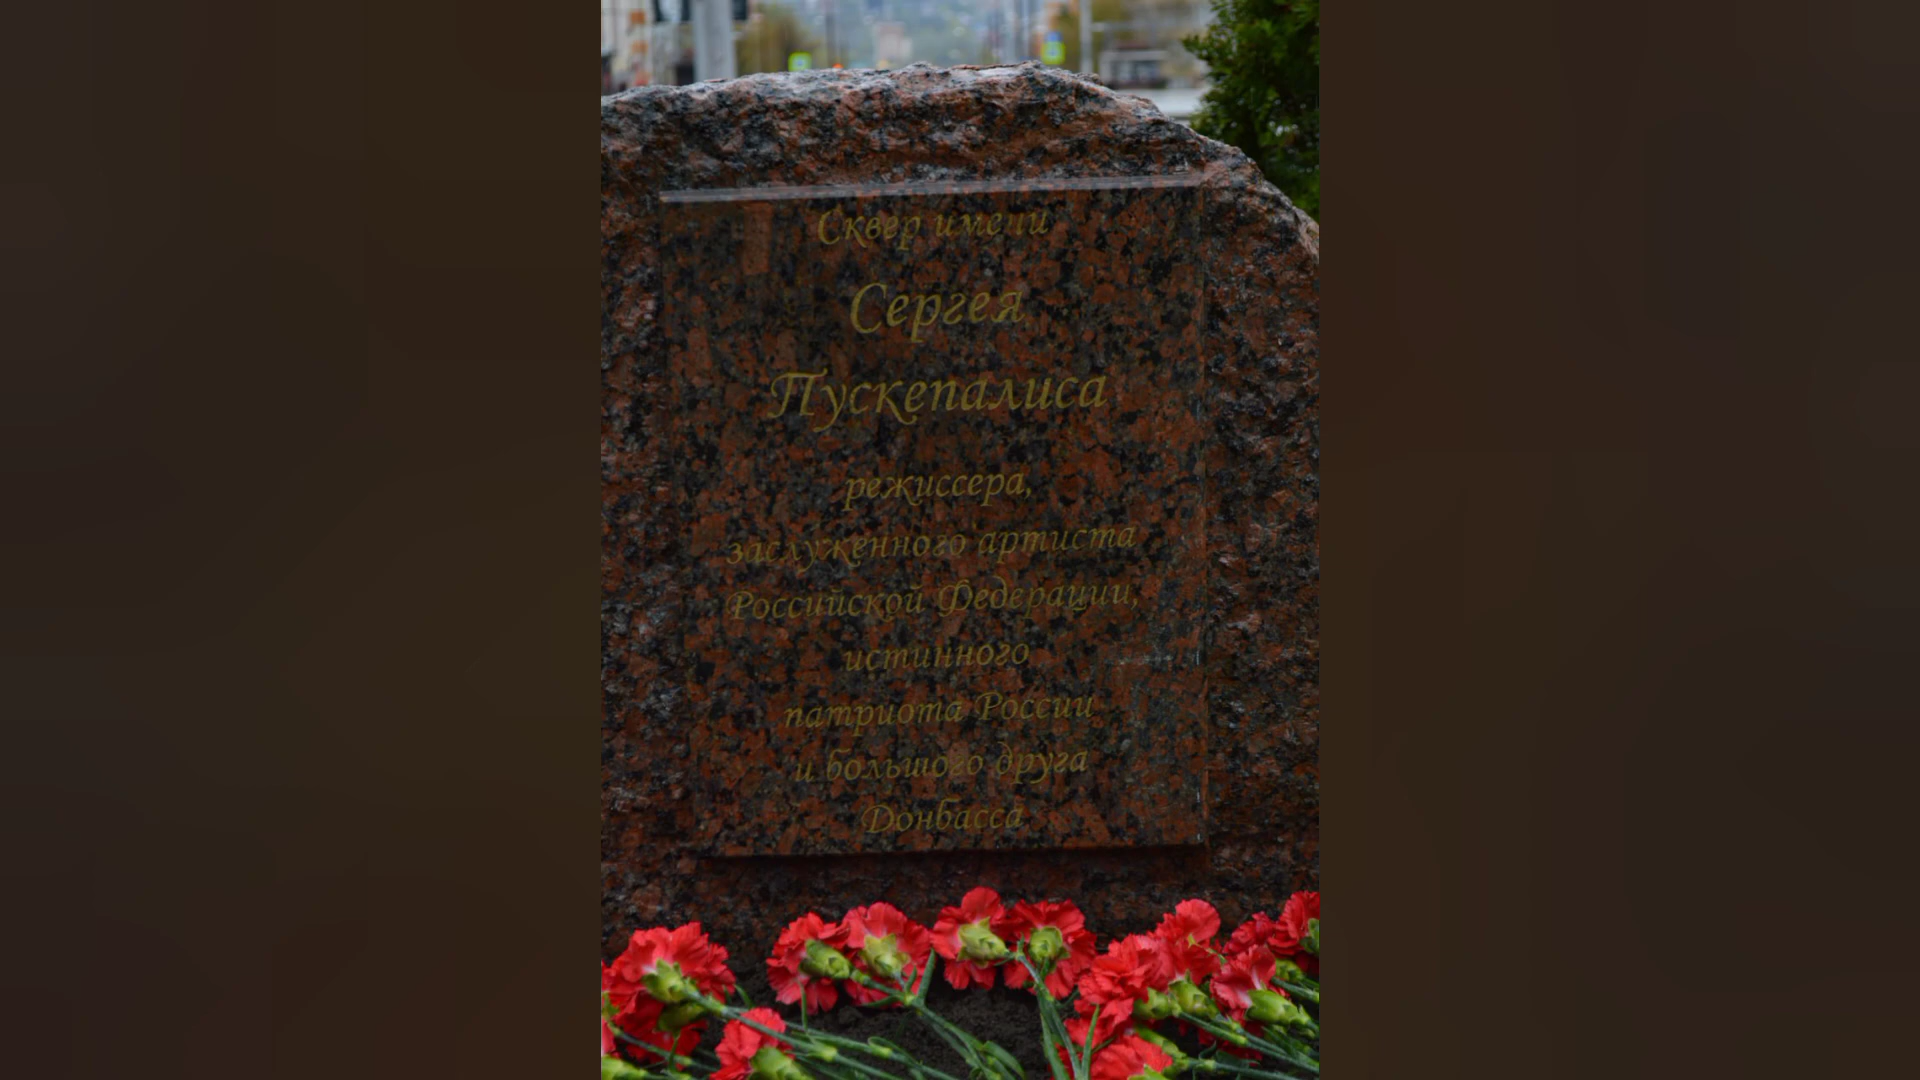 Сквер имени
Сергея
Пускепалиса
режиссера,
заслуженного артиста
Российской Федерации,
истинного
патриота России
и большого друга
Донбасса